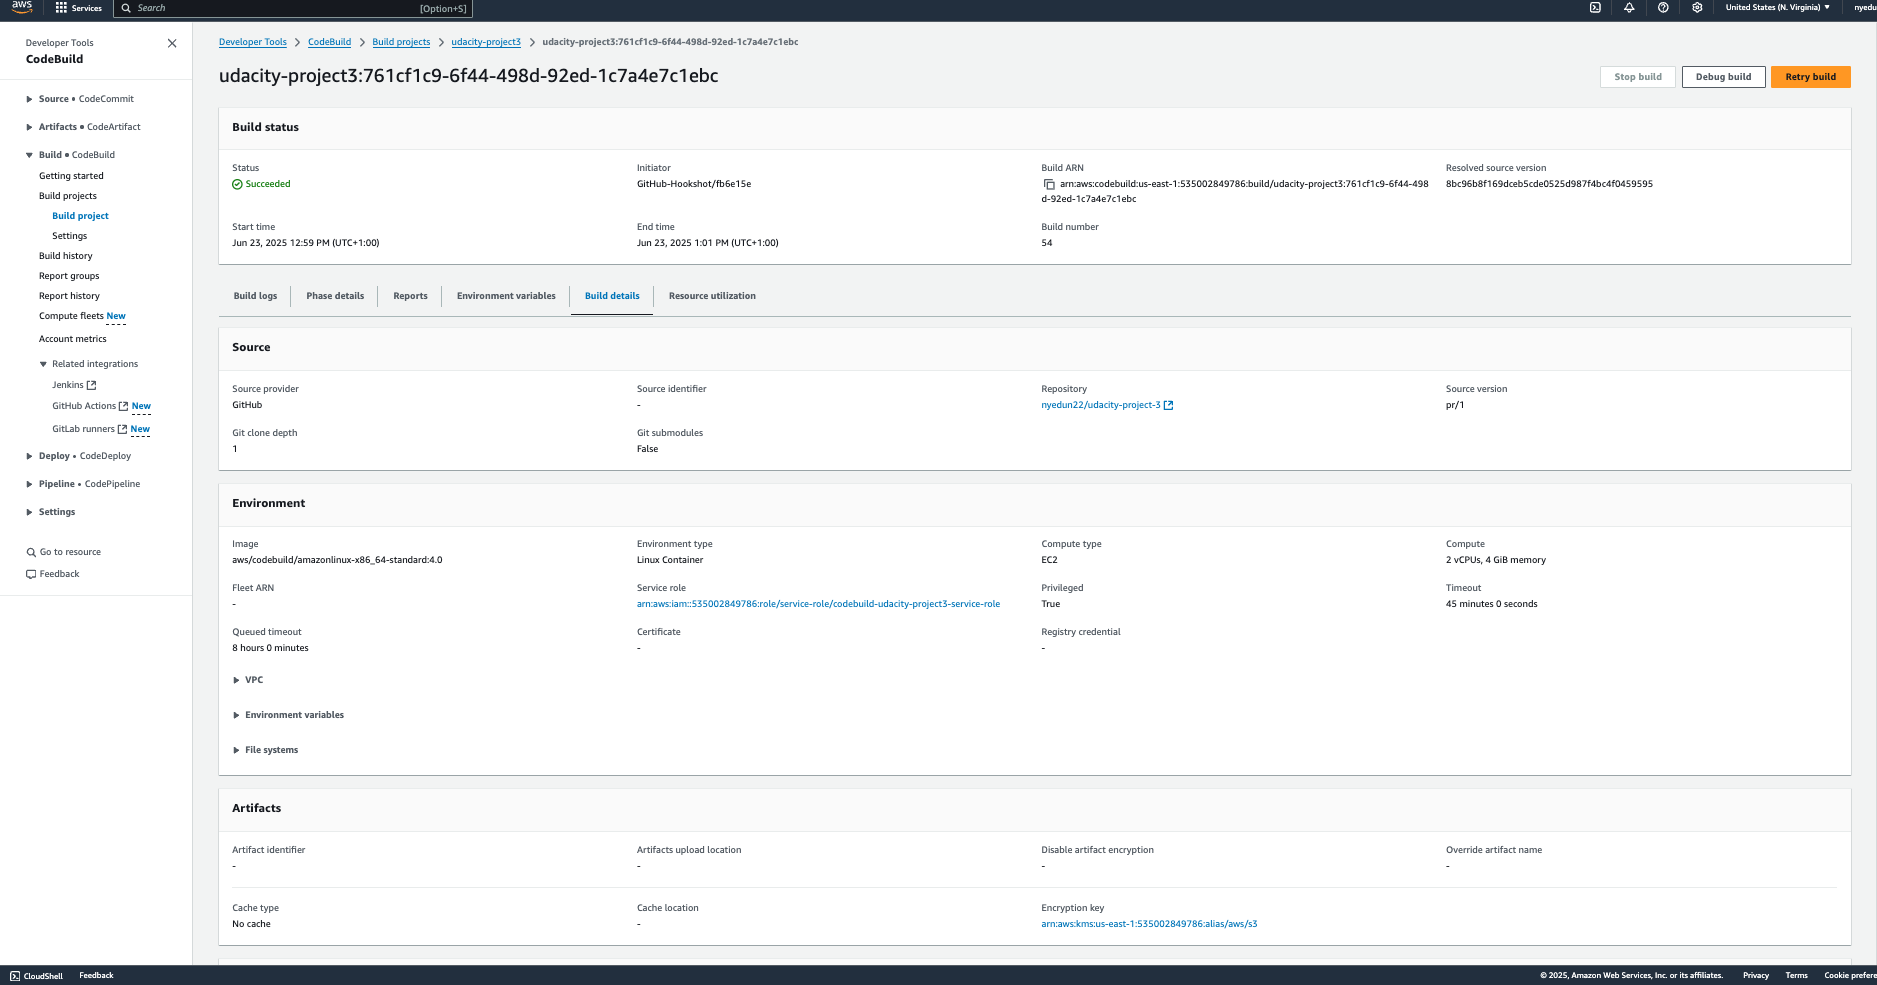 aws
Services
Search
[Option+S]
United States (N. Virginia)
nyedu
Developer Tools
CodeBuild
Source • CodeCommit
Artifacts • CodeArtifact
Build • CodeBuild
Getting started
Build projects
Build project
Settings
Build history
Report groups
Report history
Compute fleets New
Account metrics
Related integrations
Jenkins
GitHub Actions New
GitLab runners New
Deploy • CodeDeploy
Pipeline • CodePipeline
Settings
Go to resource
Feedback
Developer Tools > CodeBuild > Build projects > udacity-project3 > udacity-project3:761cf1c9-6f44-498d-92ed-1c7a4e7c1ebc
udacity-project3:761cf1c9-6f44-498d-92ed-1c7a4e7c1ebc
Stop build
Debug build
Retry build
Build status
Status
Succeeded
Initiator
GitHub-Hookshot/fb6e15e
Build ARN
arn:aws:codebuild:us-east-1:535002849786:build/udacity-project3:761cf1c9-6f44-498
d-92ed-1c7a4e7c1ebc
Resolved source version
8bc96b8f169dceb5cde0525d987f4bc4f0459595
Start time
Jun 23, 2025 12:59 PM (UTC+1:00)
End time
Jun 23, 2025 1:01 PM (UTC+1:00)
Build number
54
Build logs
Phase details
Reports
Environment variables
Build details
Resource utilization
Source
Source provider
GitHub
Source identifier
-
Repository
nyedun22/udacity-project-3
Source version
pr/1
Git clone depth
1
Git submodules
False
Environment
Image
aws/codebuild/amazonlinux-x86_64-standard:4.0
Environment type
Linux Container
Compute type
EC2
Compute
2 vCPUs, 4 GiB memory
Fleet ARN
-
Service role
arn:aws:iam::535002849786:role/service-role/codebuild-udacity-project3-service-role
Privileged
True
Timeout
45 minutes 0 seconds
Queued timeout
8 hours 0 minutes
Certificate
-
Registry credential
-
VPC
Environment variables
File systems
Artifacts
Artifact identifier
-
Artifacts upload location
-
Disable artifact encryption
-
Override artifact name
-
Cache type
No cache
Cache location
-
Encryption key
arn:aws:kms:us-east-1:535002849786:alias/aws/s3
CloudShell
Feedback
© 2025, Amazon Web Services, Inc. or its affiliates.
Privacy
Terms
Cookie prefere